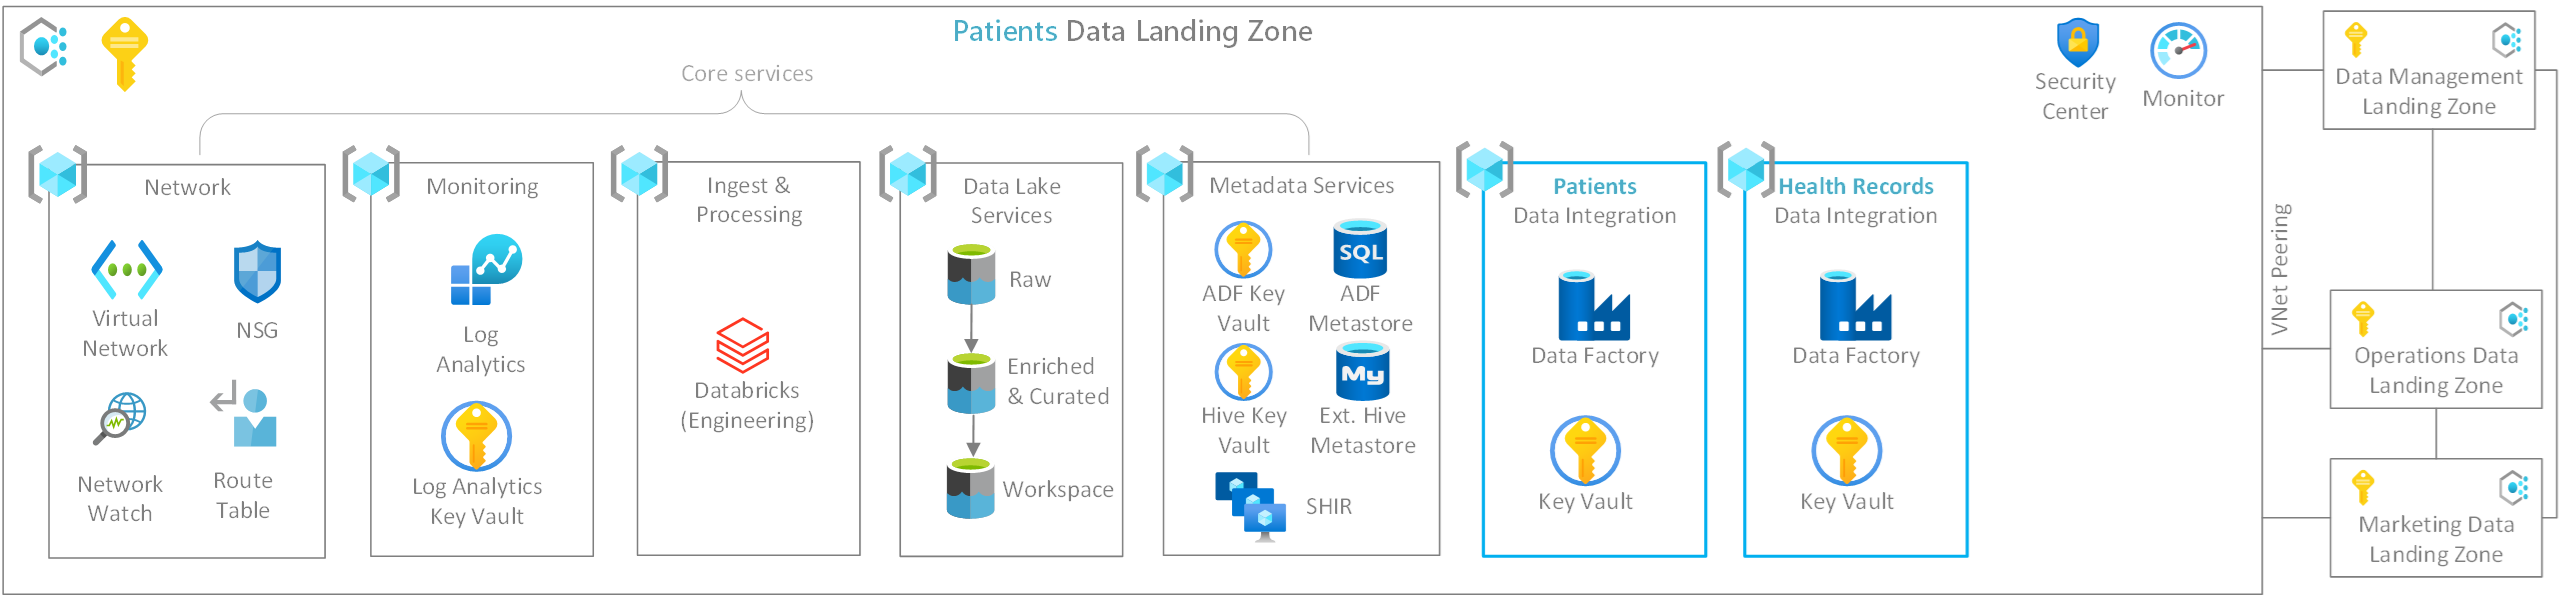 Patients Data Landing Zone
Core services
Security
Center
Monitor
Network
Virtual
Network
NSG
Network
Watch
Route
Table
Monitoring
Log
Analytics
Log Analytics
Key Vault
Ingest &
Processing
Databricks
(Engineering)
Data Lake
Services
Raw
Enriched
& Curated
Workspace
Metadata Services
ADF Key
Vault
SQL
ADF
Metastore
Hive Key
Vault
My
Ext. Hive
Metastore
SHIR
Patients
Data Integration
Data Factory
Key Vault
Health Records
Data Integration
Data Factory
Key Vault
VNet Peering
Data Management
Landing Zone
Operations Data
Landing Zone
Marketing Data
Landing Zone